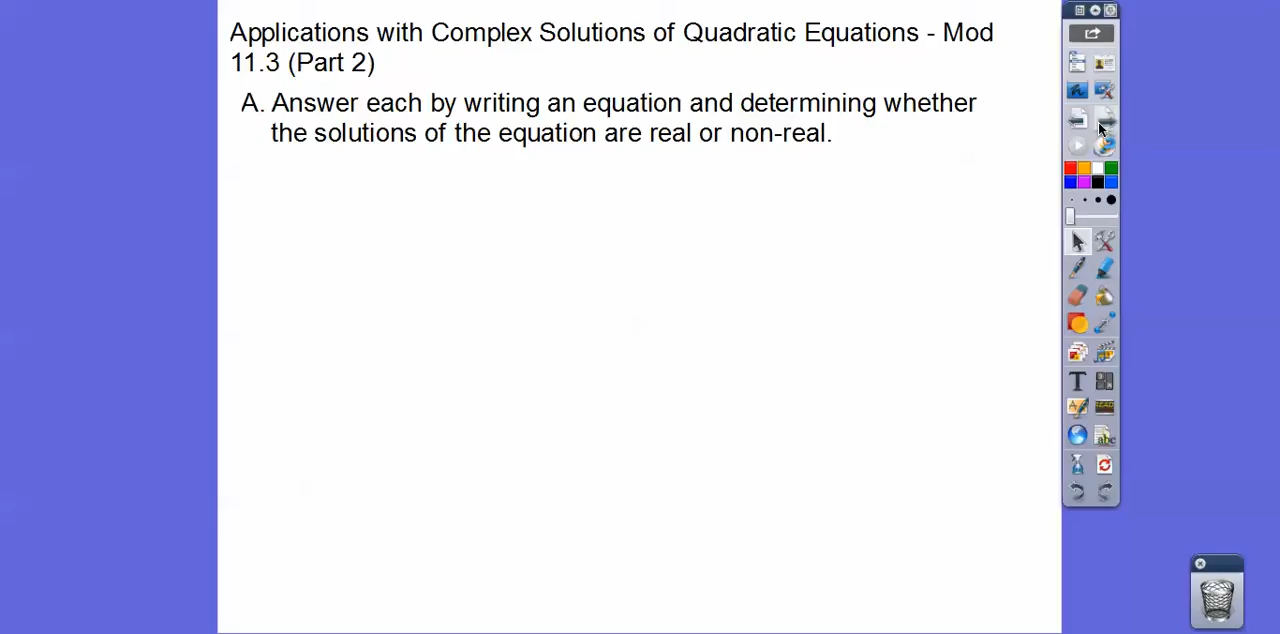 Applications with Complex Solutions of Quadratic Equations - Mod
11.3 (Part 2)
A. Answer each by writing an equation and determining whether
the solutions of the equation are real or non-real.